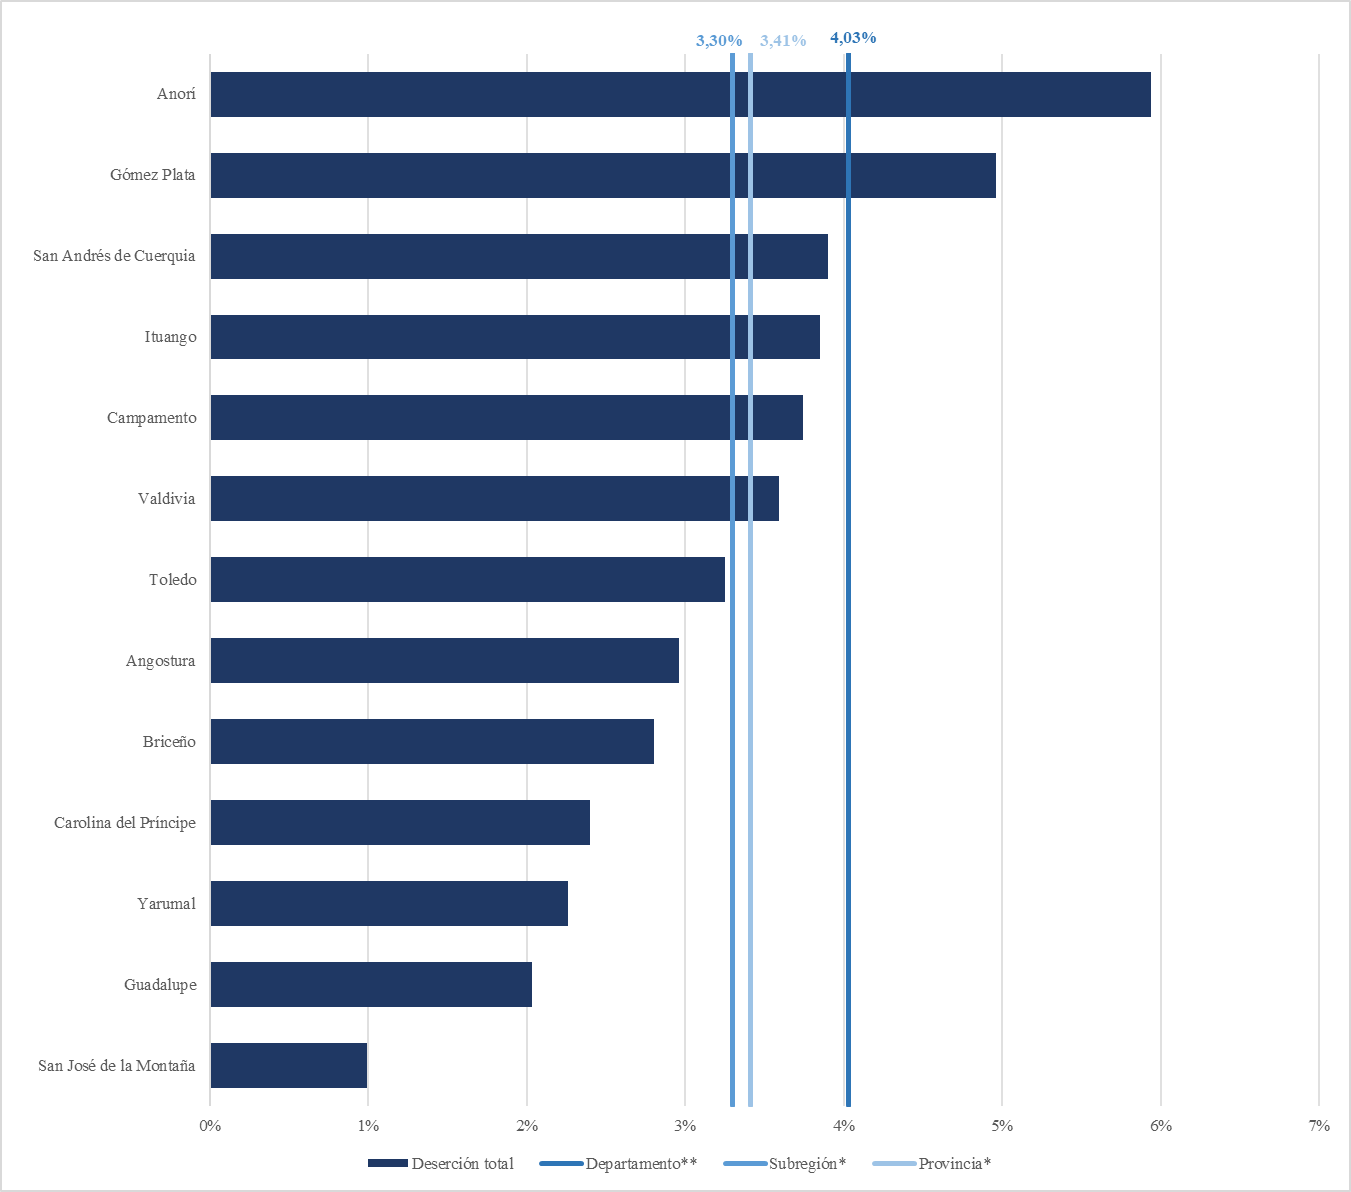 3,30% 3,41% 4,03%
Anorí
Gómez Plata
San Andrés de Cuerquia
Ituango
Campamento
Valdivia
Toledo
Angostura
Briceño
Carolina del Príncipe
Yarumal
Guadalupe
San José de la Montaña
0% 1% 2% 3% 4% 5% 6% 7%
Deserción total Departamento** Subregión* Provincia*